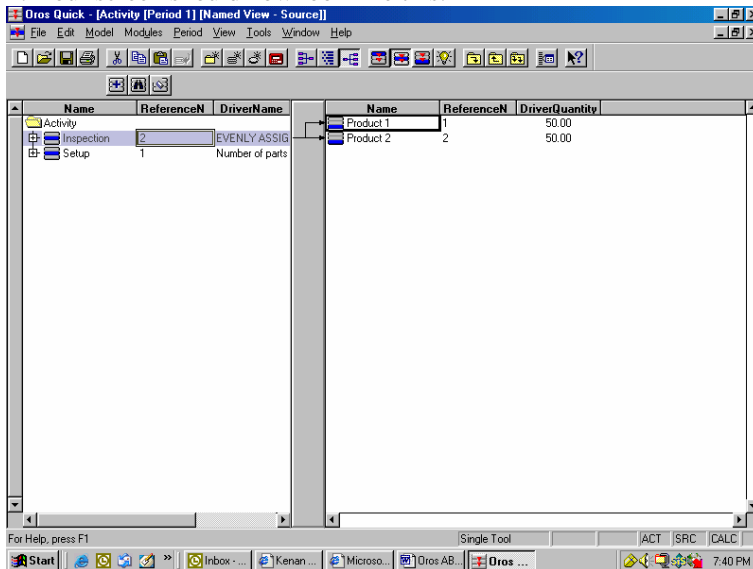 Oros Quick - [Activity [Period 1] [Named View - Source]]
File Edit Model Modules Period View Tools Window Help
Name ReferenceN DriverName Name ReferenceN DriverQuantity
Activity Product 1 1 50.00
Inspection 2 EVENLY ASSIG Product 2 2 50.00
Setup 1 Number of parts
For Help, press F1 Single Tool ACT SRC CALC
Start » Inbox - ... Kenan ... Microso... Oros AB... Oros ... 7:40 PM